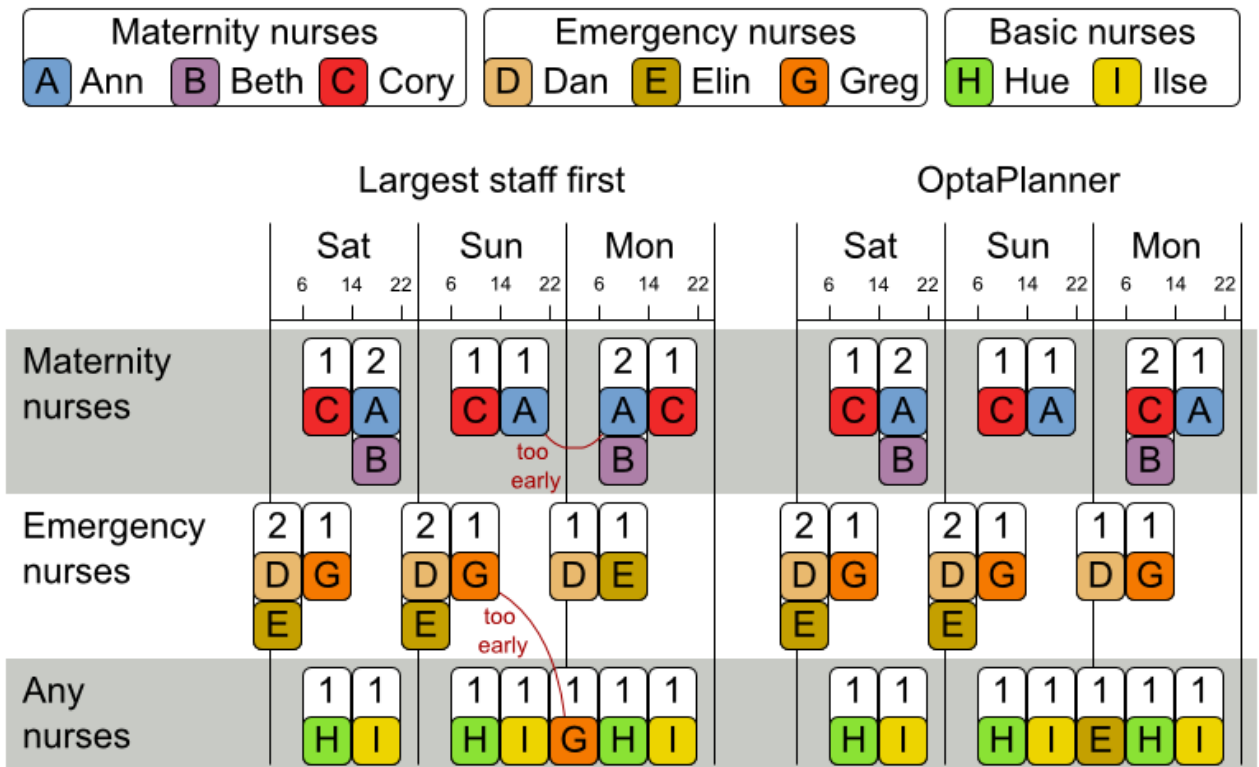 Maternity nurses Emergency nurses Basic nurses
A Ann B Beth C Cory D Dan E Elin G Greg H Hue I Ilse
Largest staff first OptaPlanner
Sat Sun Mon Sat Sun Mon
6 14 22 6 14 22 6 14 22 6 14 22 6 14 22 6 14 22
Maternity 1 2 1 1 2 1 1 2 1 1 2 1
nurses C A C A A C C A C A C A
too B B B B
early
Emergency 2 1 2 1 1 1 2 1 2 1 1 1
nurses D G D G D E D G D G D G
E E too E E
early
Any 1 1 1 1 1 1 1 1 1 1 1 1 1 1
nurses H I H I G H I H I H I E H I